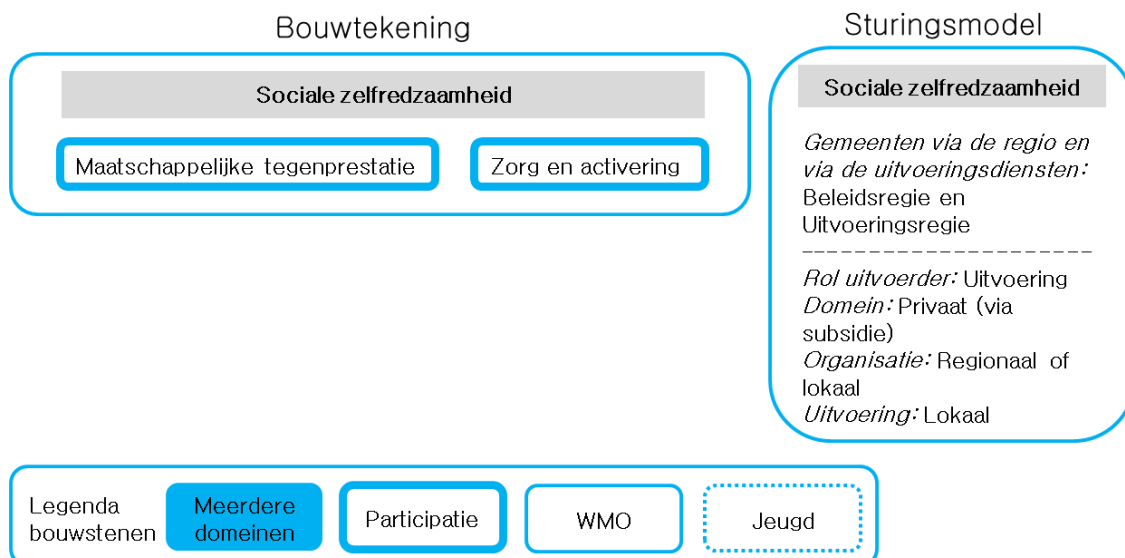 Bouwtekening
Sociale zelfredzaamheid
Maatschappelijke tegenprestatie
Zorg en activering
Sturingsmodel
Sociale zelfredzaamheid
Gemeenten via de regio en
via de uitvoeringsdiensten:
Beleidsregie en
Uitvoeringsregie
Rol uitvoerder: Uitvoering
Domein: Privaat (via
subsidie)
Organisatie: Regionaal of
lokaal
Uitvoering: Lokaal
Legenda
bouwstenen
Meerdere
domeinen
Participatie
WMO
Jeugd